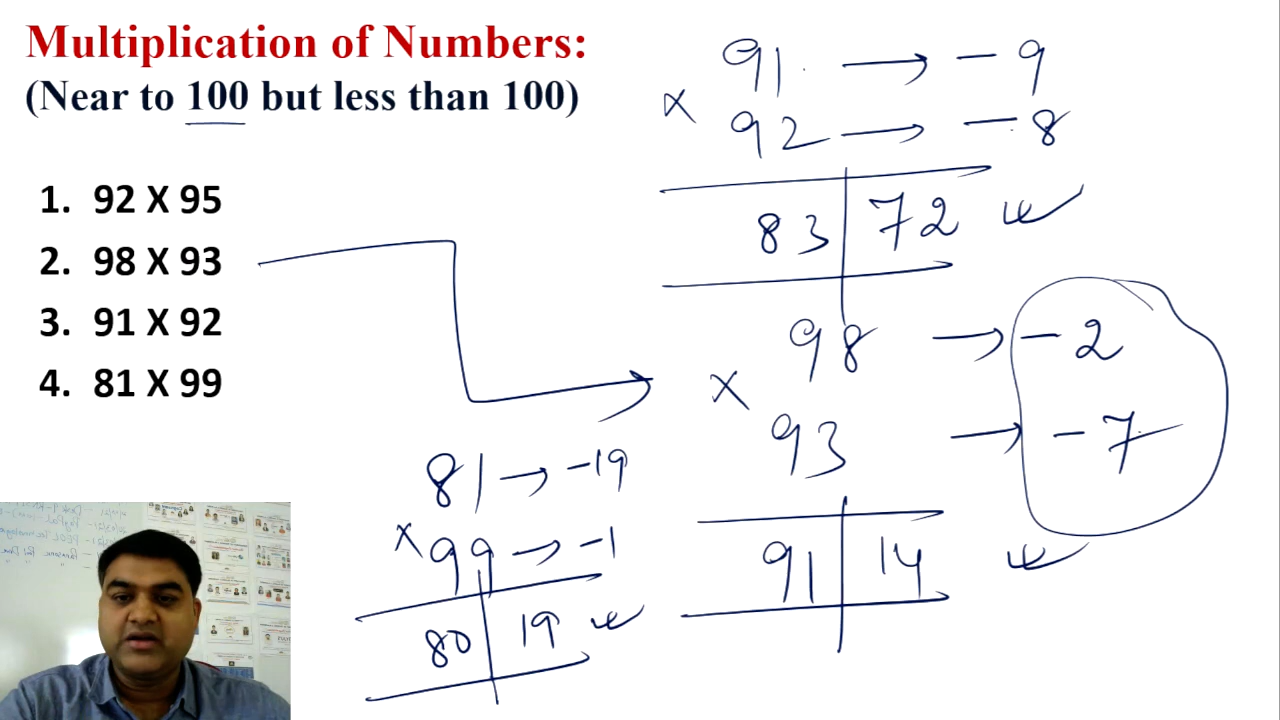 Multiplication of Numbers:
(Near to 100 but less than 100)
1. 92 X 95
2. 98 X 93
3. 91 X 92
4. 81 X 99
91 → - 9
× 92 → - 8
83 | 72
98 → - 2
× 93 → - 7
91 | 14
81 → -19
× 99 → -1
80 | 19